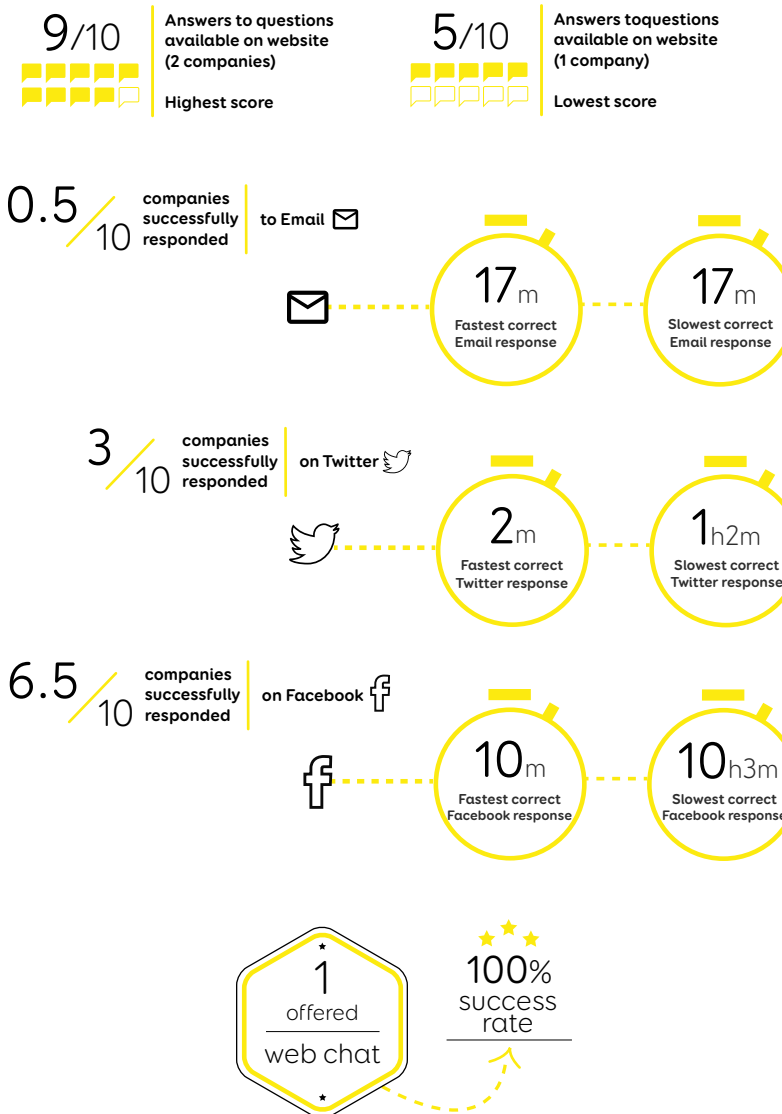 9/10
Answers to questions
available on website
(2 companies)
Highest score
5/10
Answers toquestions
available on website
(1 company)
Lowest score
0.5/10
companies
successfully
responded
to Email
17m
Fastest correct
Email response
17m
Slowest correct
Email response
3/10
companies
successfully
responded
on Twitter
2m
Fastest correct
Twitter response
1h2m
Slowest correct
Twitter response
6.5/10
companies
successfully
responded
on Facebook
10m
Fastest correct
Facebook response
10h3m
Slowest correct
Facebook response
1
offered
web chat
100%
success
rate